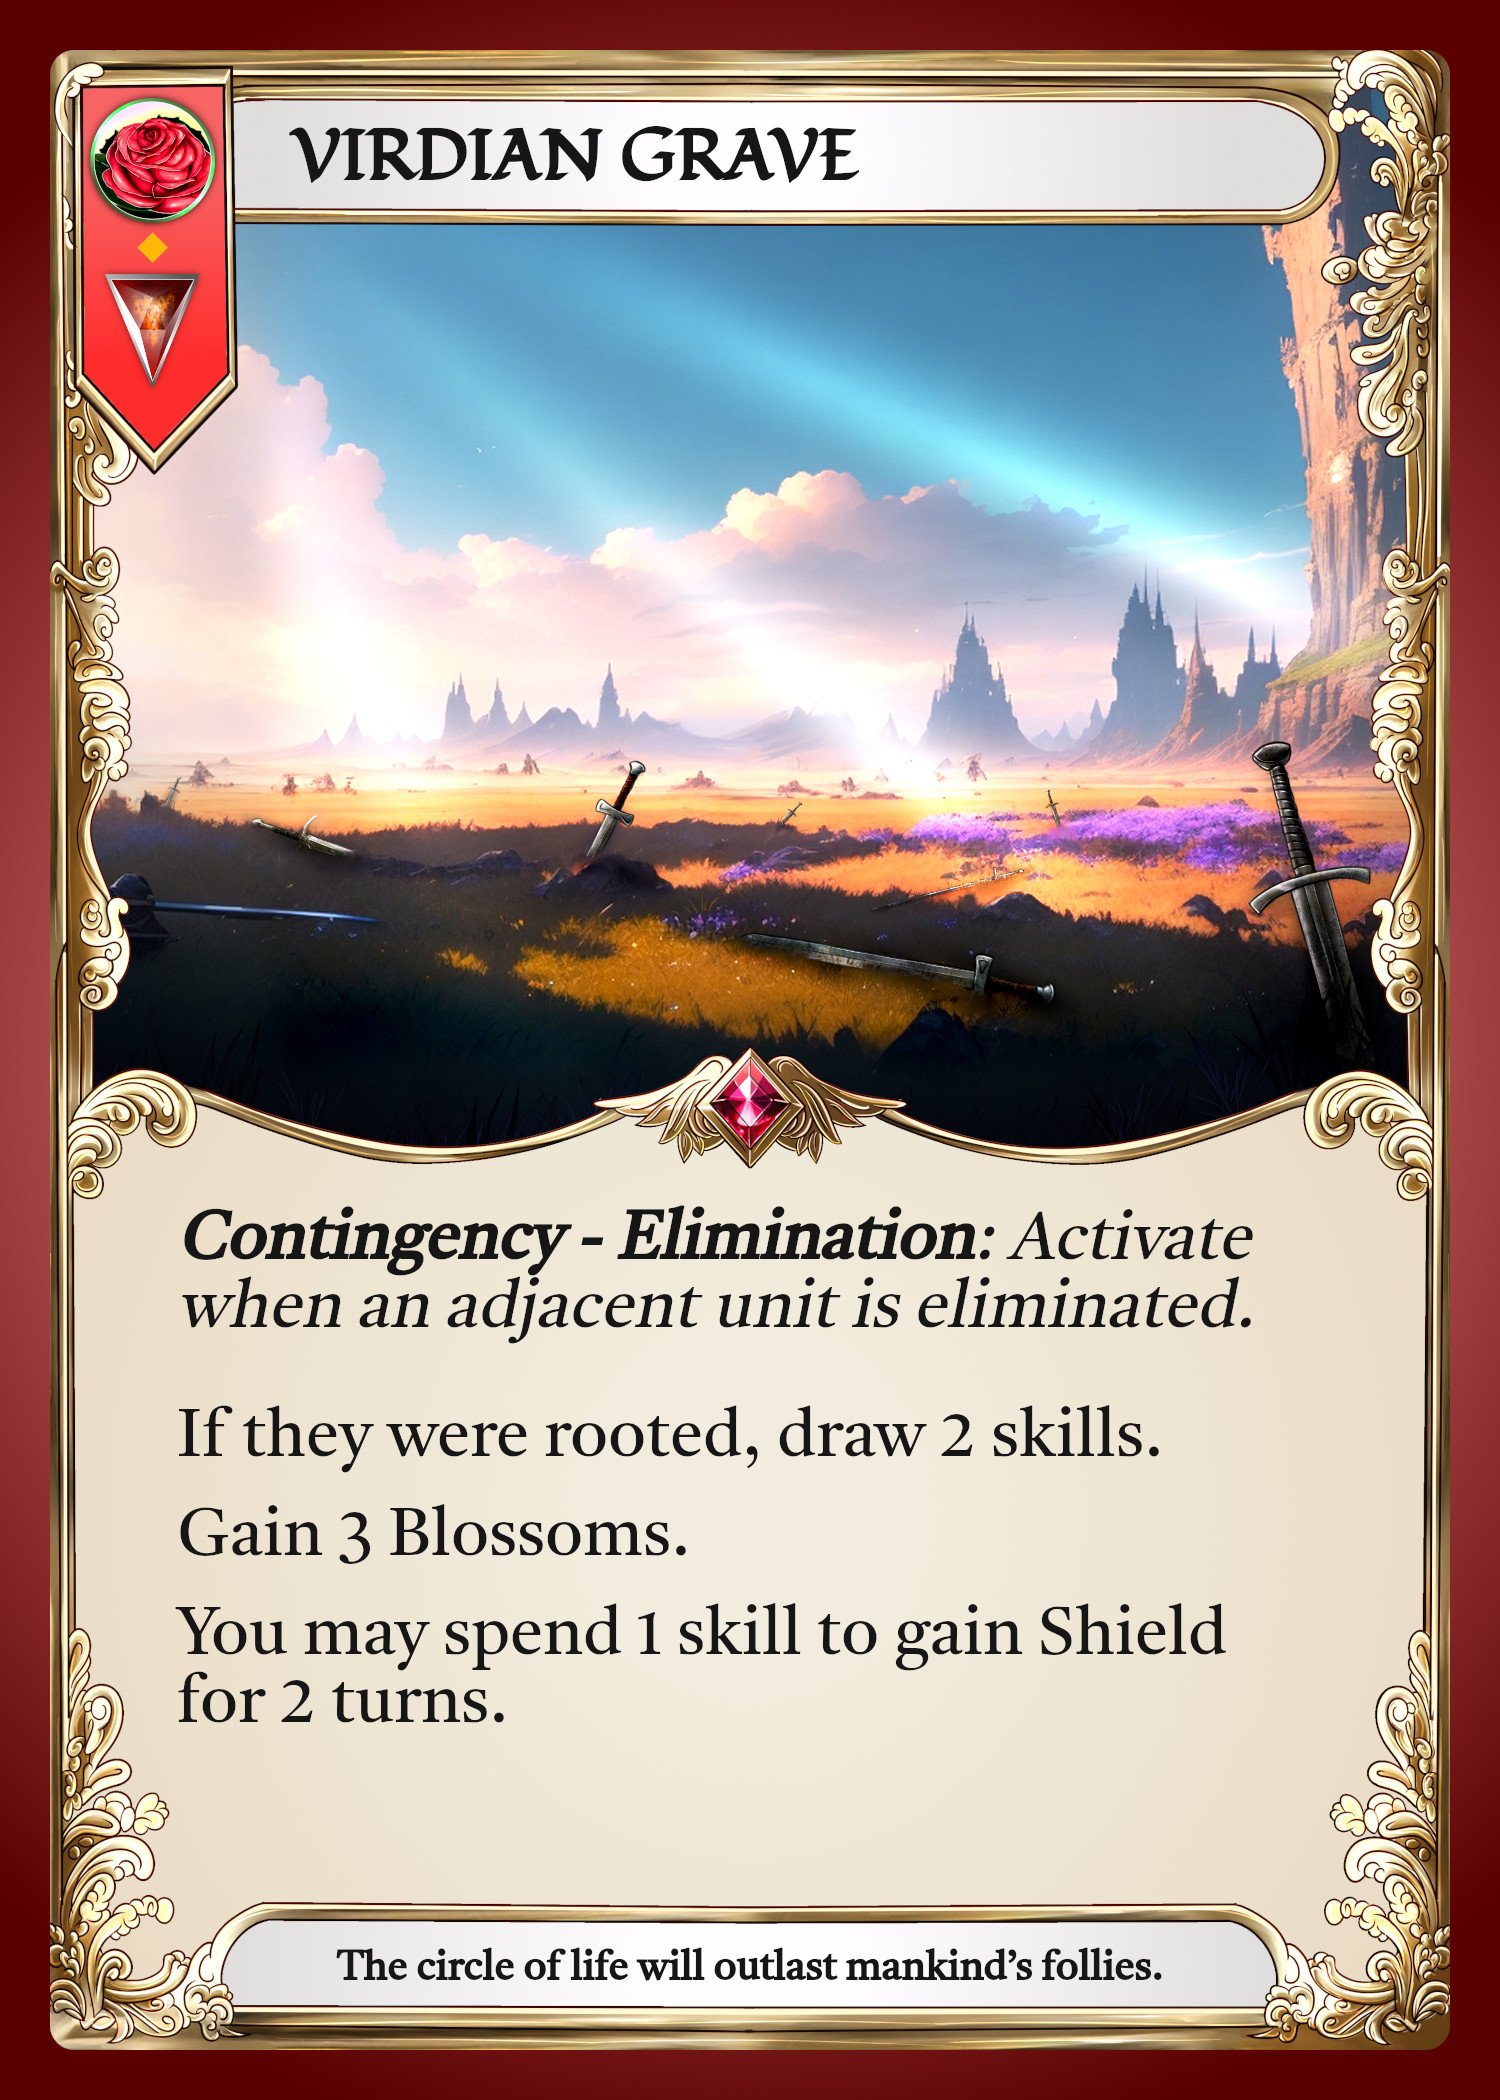 VIRDIAN GRAVE
Contingency - Elimination: Activate
when an adjacent unit is eliminated.
If they were rooted, draw 2 skills.
Gain 3 Blossoms.
You may spend 1 skill to gain Shield
for 2 turns.
The circle of life will outlast mankind’s follies.